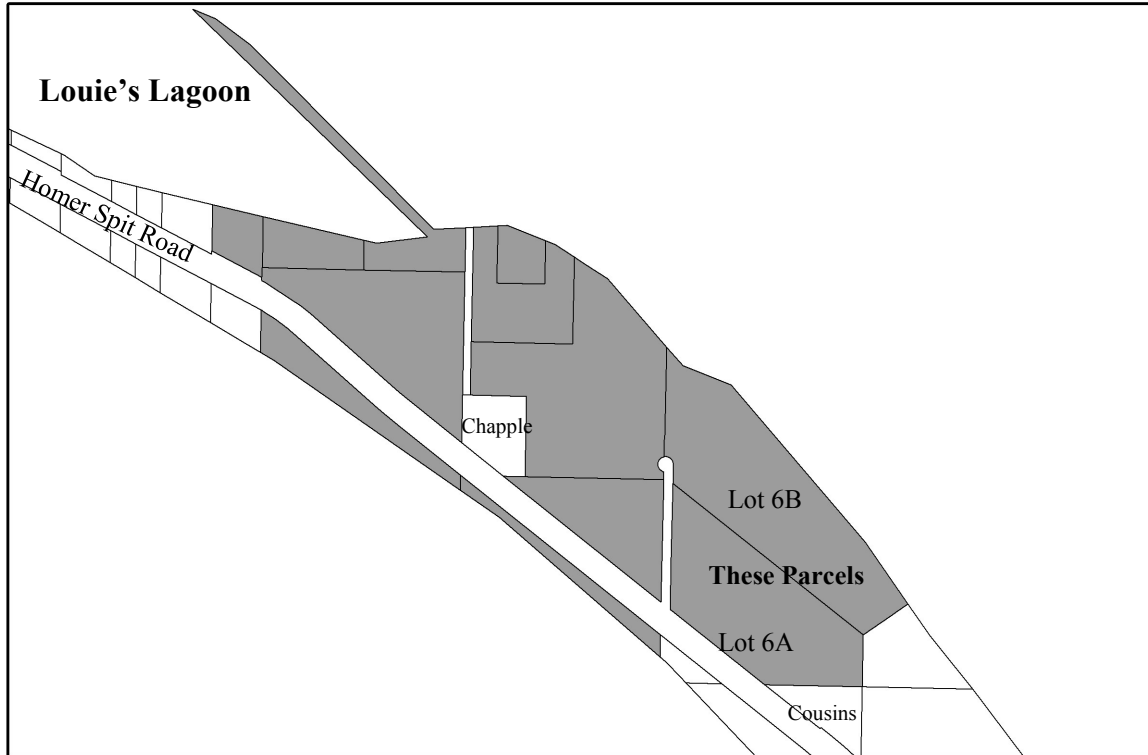 Louie’s Lagoon
Homer Spit Road
Chapple
Lot 6B
These Parcels
Lot 6A
Cousins